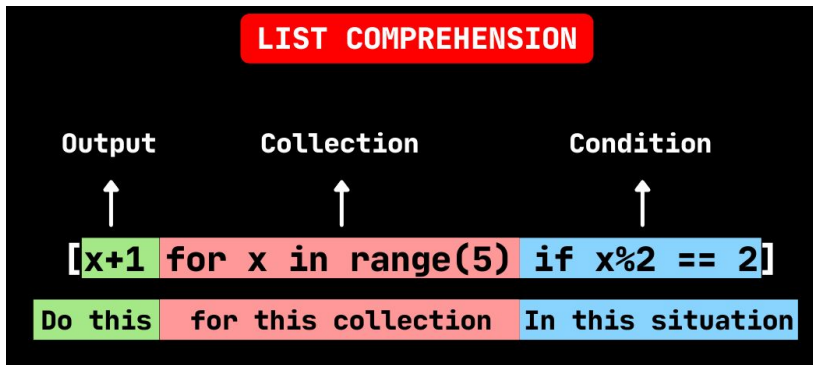 LIST COMPREHENSION
Output Collection Condition
[x+1 for x in range(5) if x%2 == 2]
Do this for this collection In this situation